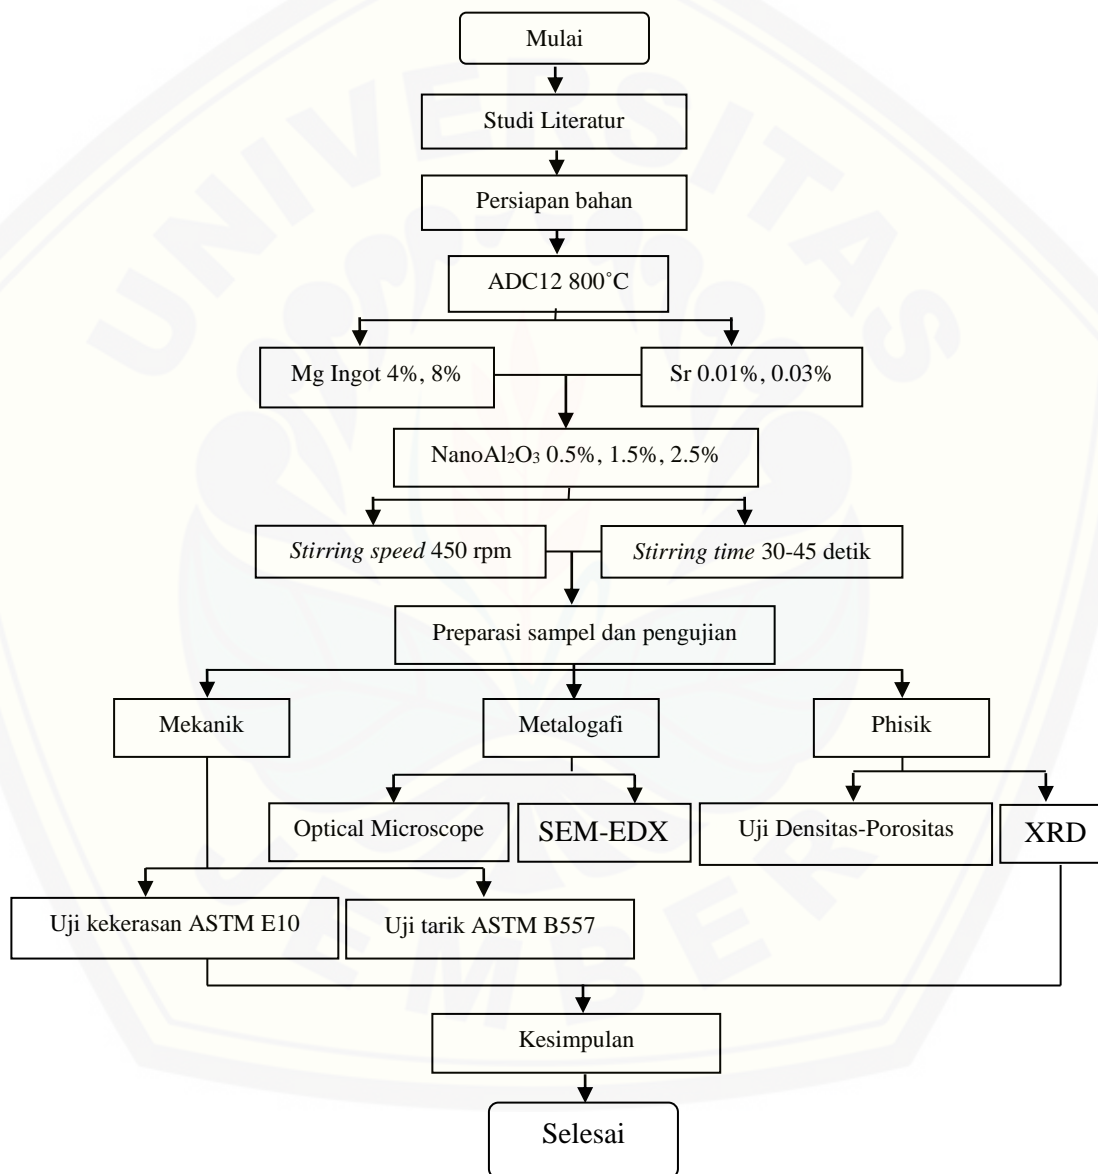 Mulai
Studi Literatur
Persiapan bahan
ADC12 800˚C
Mg Ingot 4%, 8%
Sr 0.01%, 0.03%
NanoAl₂O₃ 0.5%, 1.5%, 2.5%
Stirring speed 450 rpm
Stirring time 30-45 detik
Preparasi sampel dan pengujian
Mekanik
Metalogafi
Phisik
Optical Microscope
SEM-EDX
Uji Densitas-Porositas
XRD
Uji kekerasan ASTM E10
Uji tarik ASTM B557
Kesimpulan
Selesai
UNIVERSITAS
JEMBER